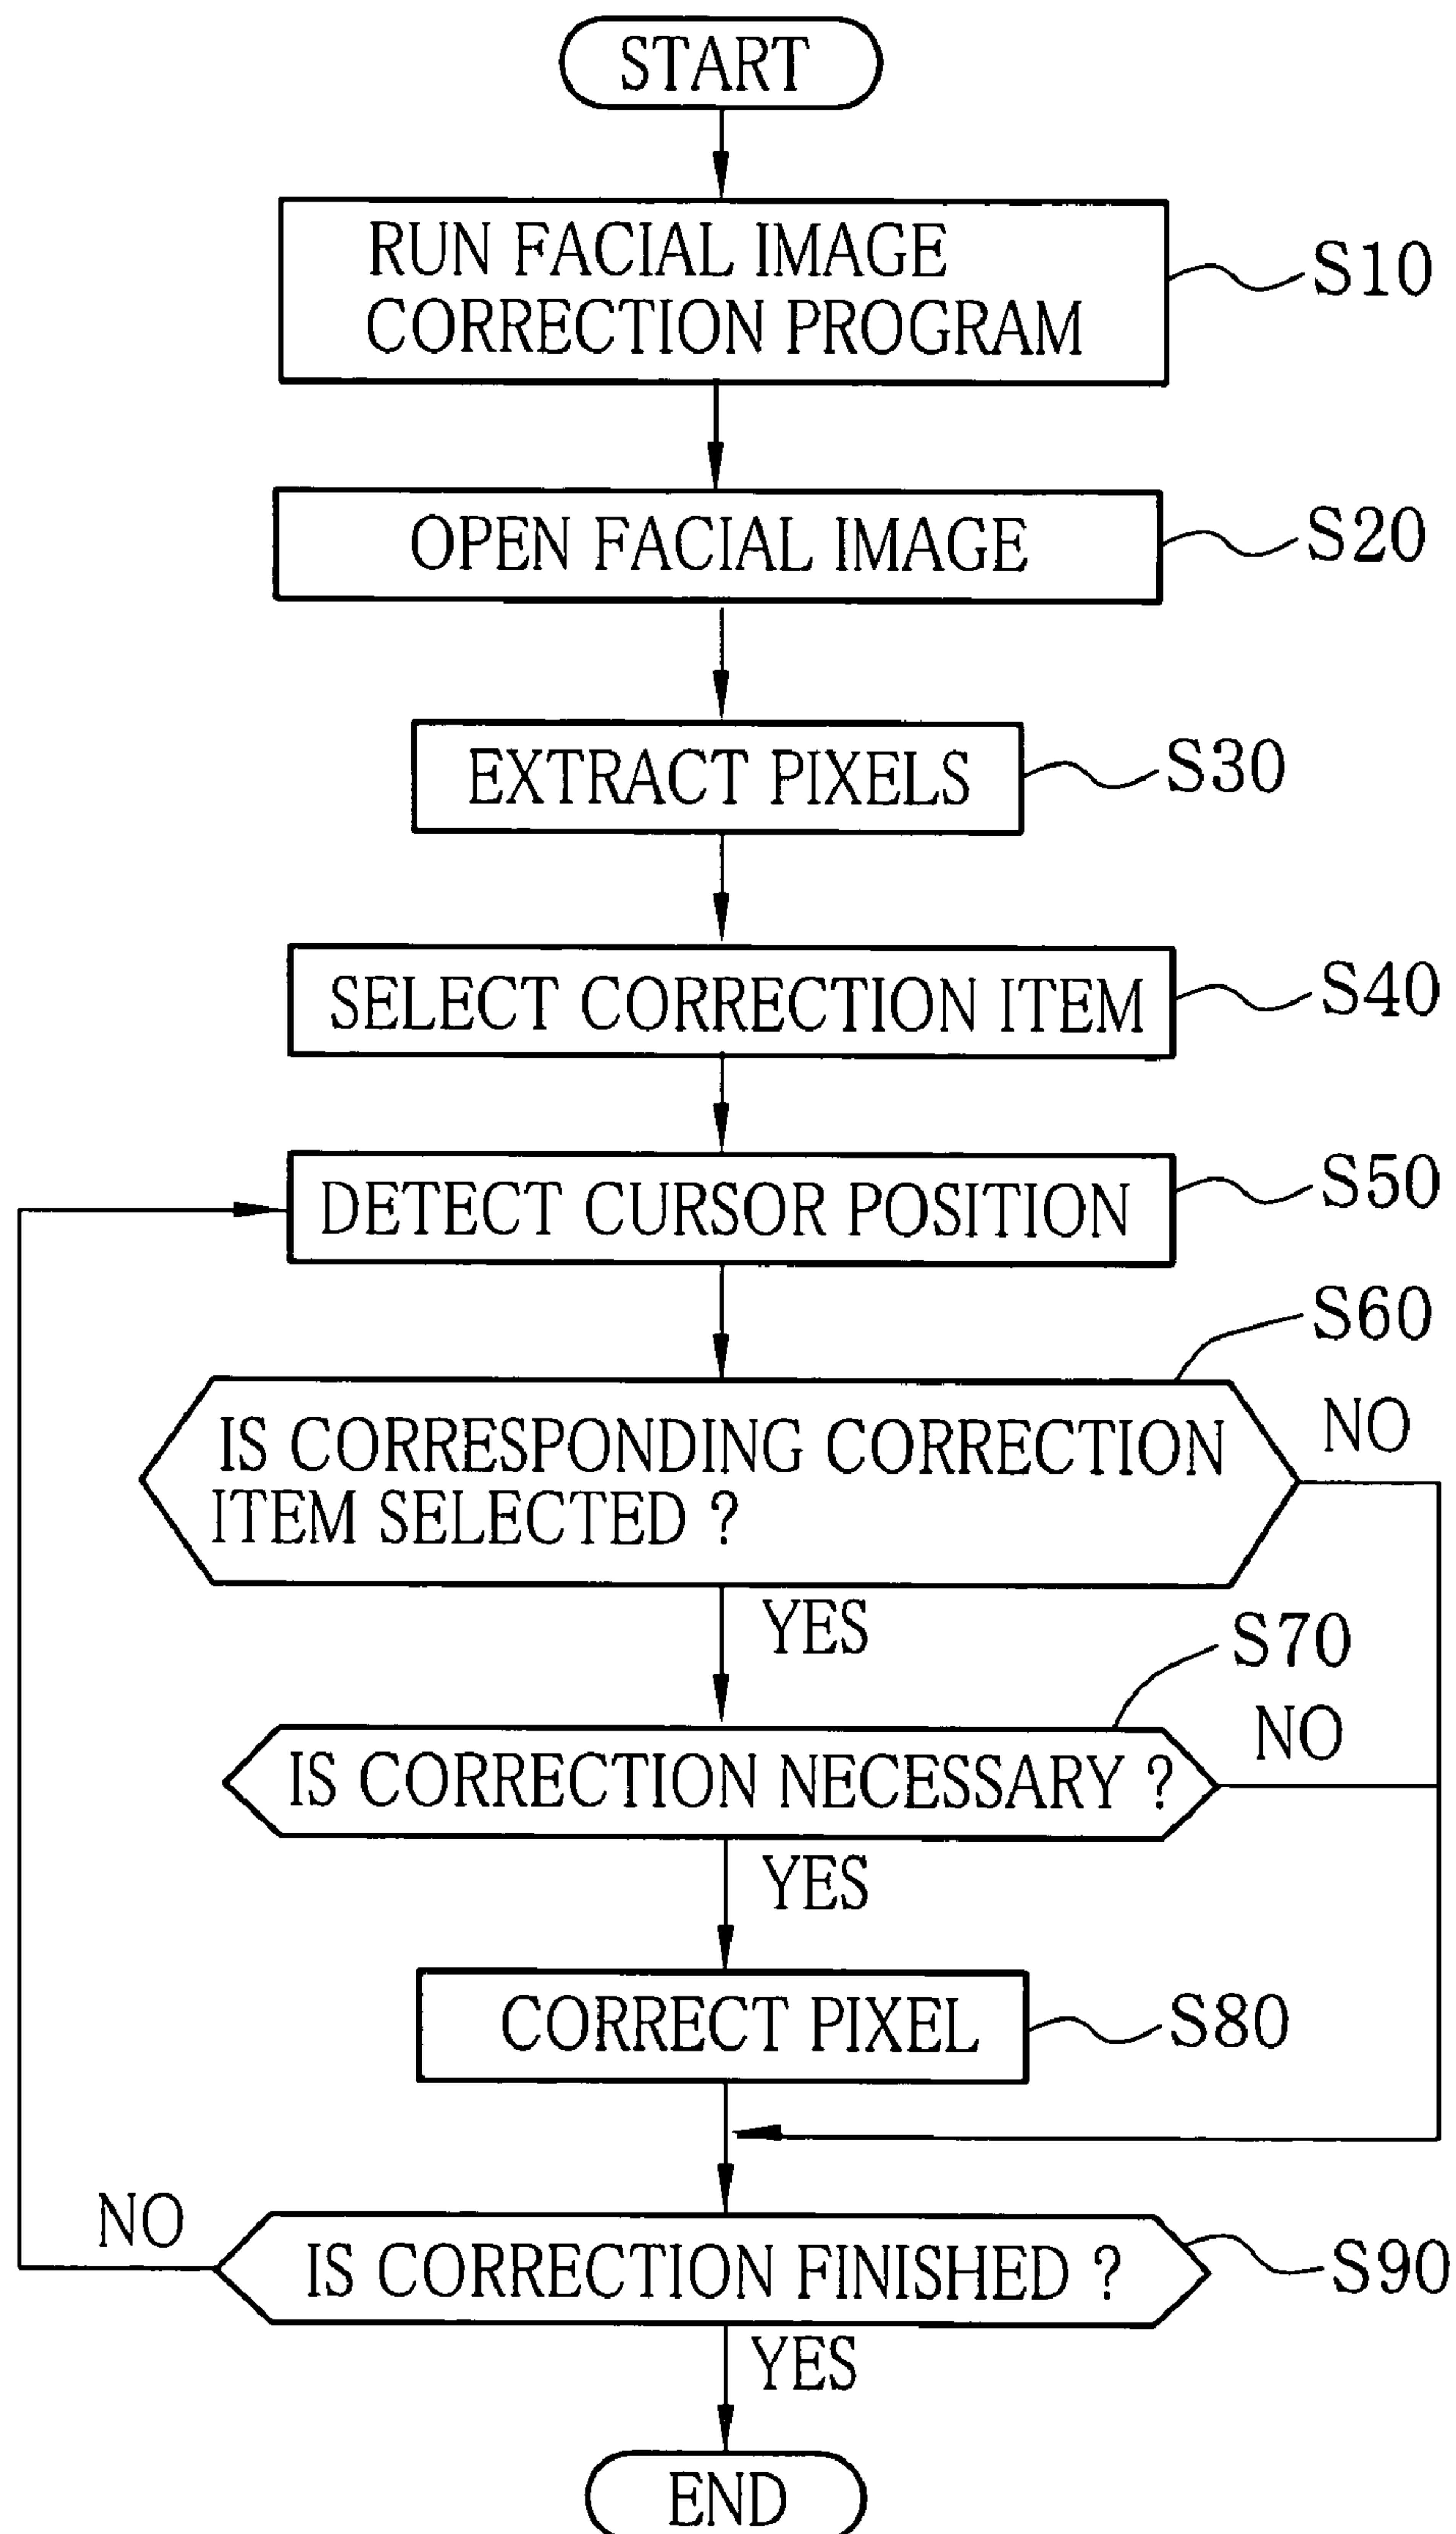 START
RUN FACIAL IMAGE
CORRECTION PROGRAM
S10
OPEN FACIAL IMAGE
S20
EXTRACT PIXELS
S30
SELECT CORRECTION ITEM
S40
DETECT CURSOR POSITION
S50
S60
IS CORRESPONDING CORRECTION
ITEM SELECTED ?
NO
YES
S70
NO
IS CORRECTION NECESSARY ?
YES
CORRECT PIXEL
S80
NO
IS CORRECTION FINISHED ?
S90
YES
END